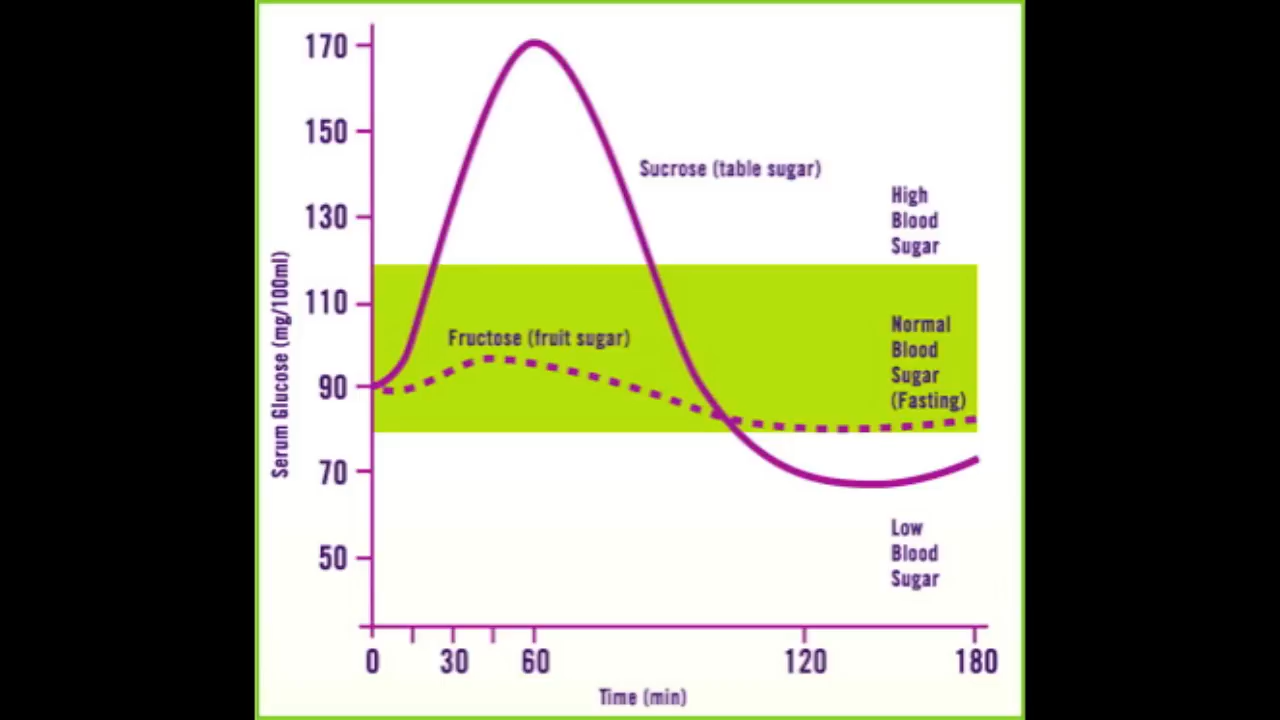 170
150
130
110
90
70
50
Serum Glucose (mg/100ml)
Sucrose (table sugar)
High
Blood
Sugar
Fructose (fruit sugar)
Normal
Blood
Sugar
(Fasting)
Low
Blood
Sugar
0 30 60 120 180
Time (min)